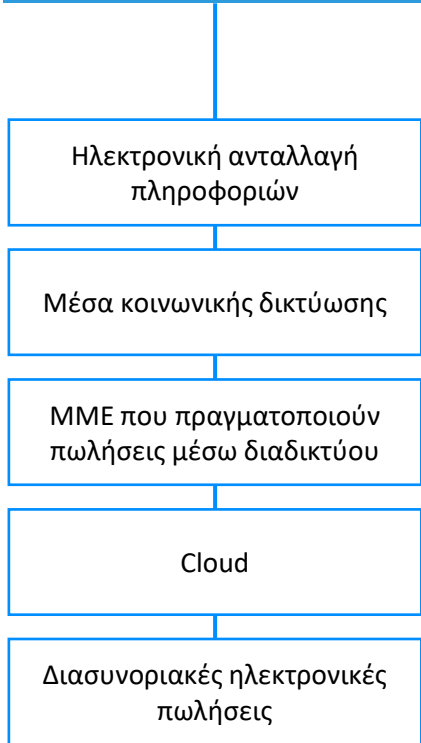 Ηλεκτρονική ανταλλαγή
πληροφοριών
Μέσα κοινωνικής δικτύωσης
ΜΜΕ που πραγματοποιούν
πωλήσεις μέσω διαδικτύου
Cloud
Διασυνοριακές ηλεκτρονικές
πωλήσεις